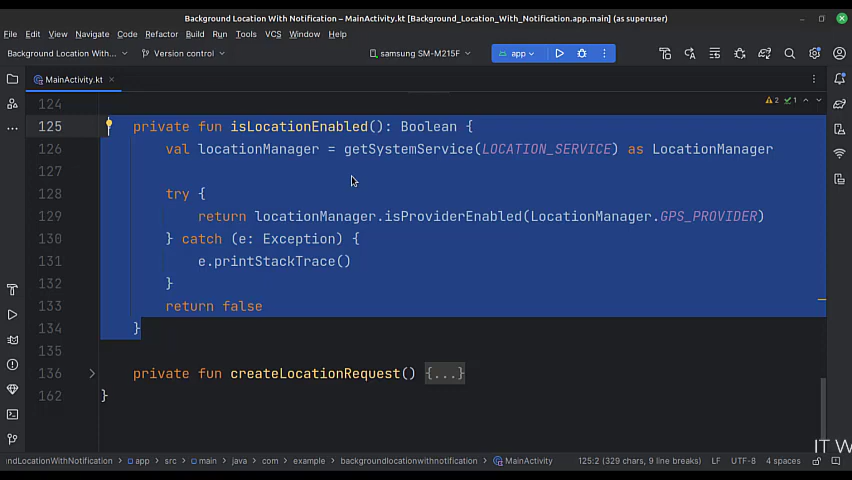 Background Location With Notification – MainActivity.kt [Background_Location_With_Notification.app.main] (as superuser)
File Edit View Navigate Code Refactor Build Run Tools VCS Window Help
Background Location With... Version control samsung SM-M215F app
MainActivity.kt
2 1
124
125 private fun isLocationEnabled(): Boolean {
126 val locationManager = getSystemService(LOCATION_SERVICE) as LocationManager
127
128 try {
129 return locationManager.isProviderEnabled(LocationManager.GPS_PROVIDER)
130 } catch (e: Exception) {
131 e.printStackTrace()
132 }
133 return false
134 }
135
136 private fun createLocationRequest() {...}
162 }
IT W
oundLocationWithNotification app src main java com example backgroundlocationwithnotification MainActivity 125:2 (329 chars, 9 line breaks) LF UTF-8 4 spaces